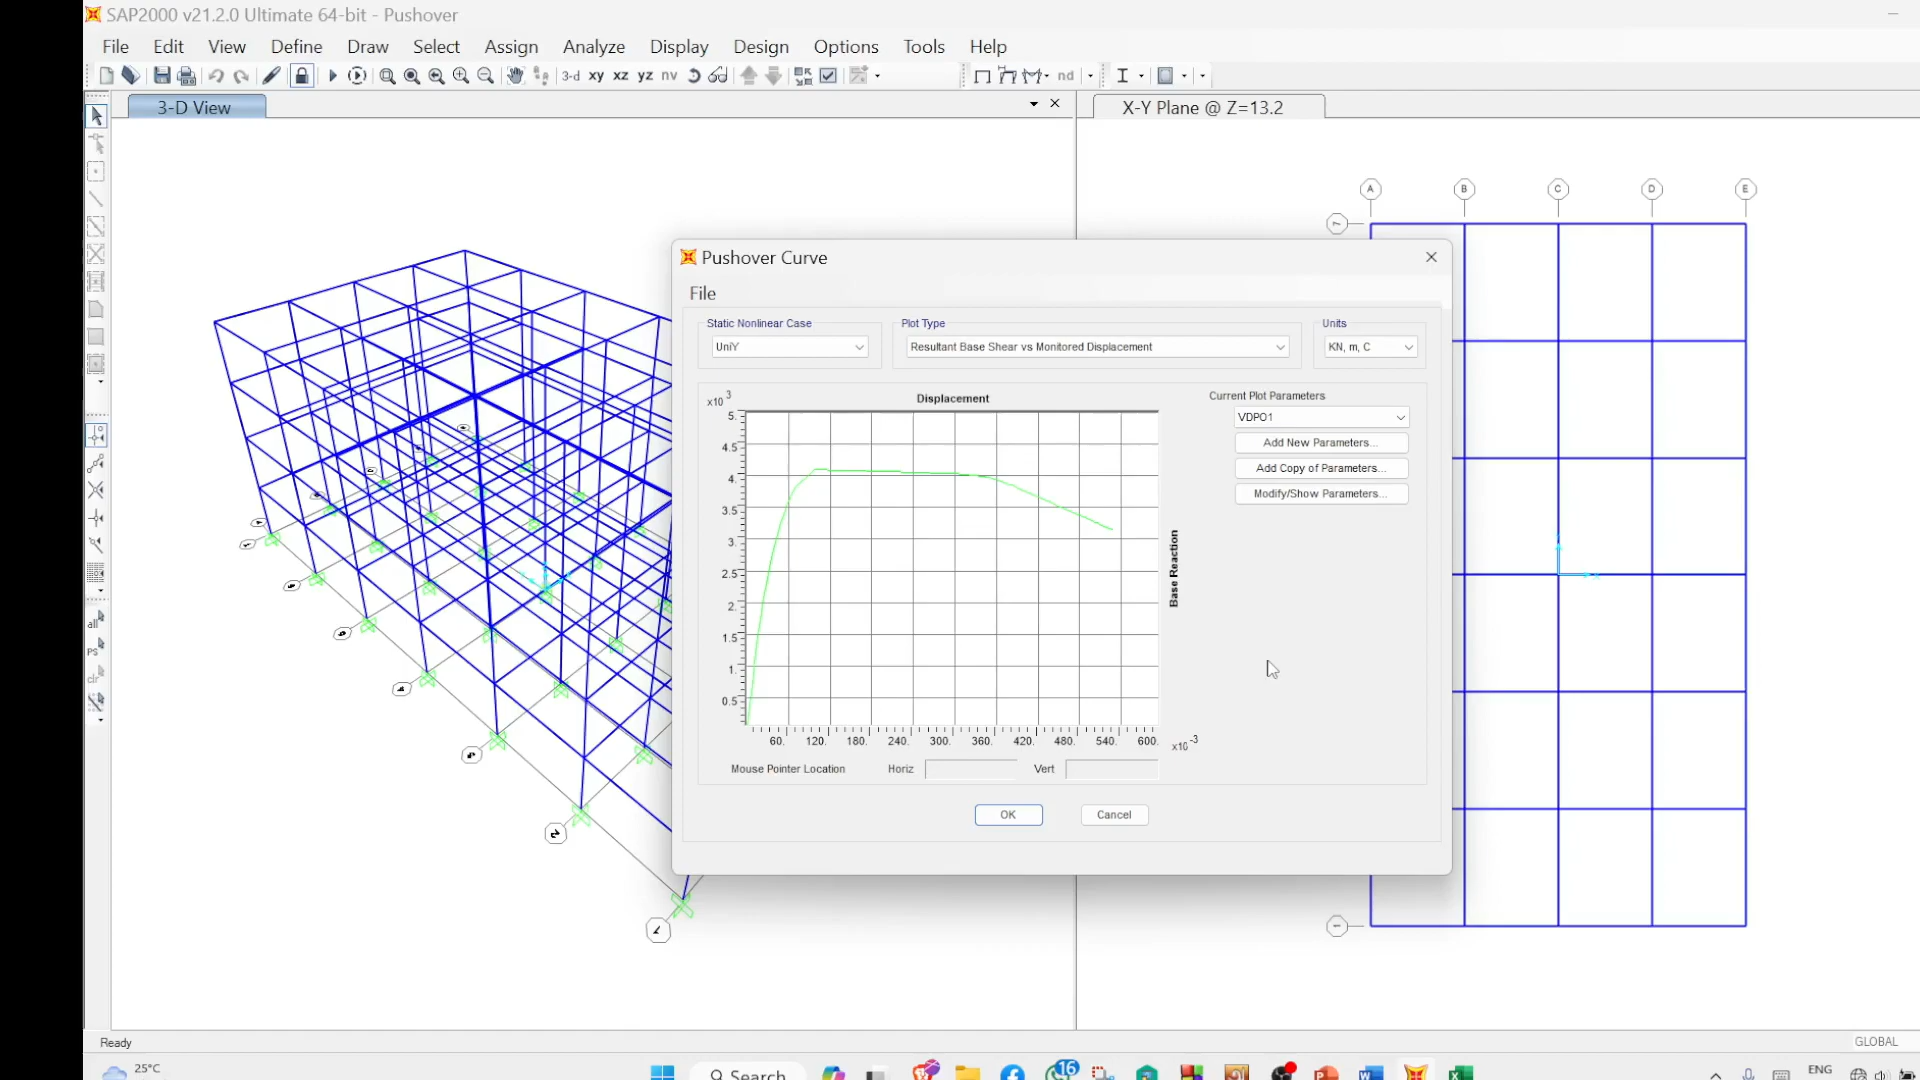 SAP2000 v21.2.0 Ultimate 64-bit - Pushover
File Edit View Define Draw Select Assign Analyze Display Design Options Tools Help
3-d xy xz yz nv nd
3-D View
X-Y Plane @ Z=13.2
A B C D E
Pushover Curve
File
Static Nonlinear Case
Plot Type
Units
UniY
Resultant Base Shear vs Monitored Displacement
KN, m, C
x10 3
Displacement
5.
4.5
4.
3.5
3.
2.5
2.
1.5
1.
0.5
60. 120. 180. 240. 300. 360. 420. 480. 540. 600.
x10 -3
Base Reaction
Current Plot Parameters
VDPO1
Add New Parameters...
Add Copy of Parameters...
Modify/Show Parameters...
Mouse Pointer Location
Horiz
Vert
OK
Cancel
all
PS
clr
Ready
GLOBAL
25°C
Search
16
ENG